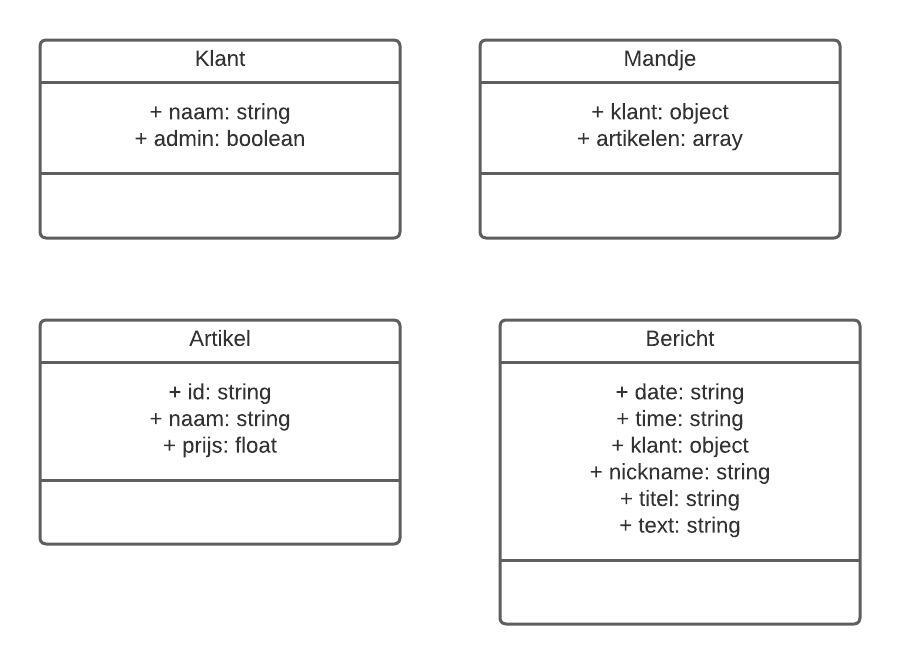 Klant
+ naam: string
+ admin: boolean
Mandje
+ klant: object
+ artikelen: array
Artikel
+ id: string
+ naam: string
+ prijs: float
Bericht
+ date: string
+ time: string
+ klant: object
+ nickname: string
+ titel: string
+ text: string